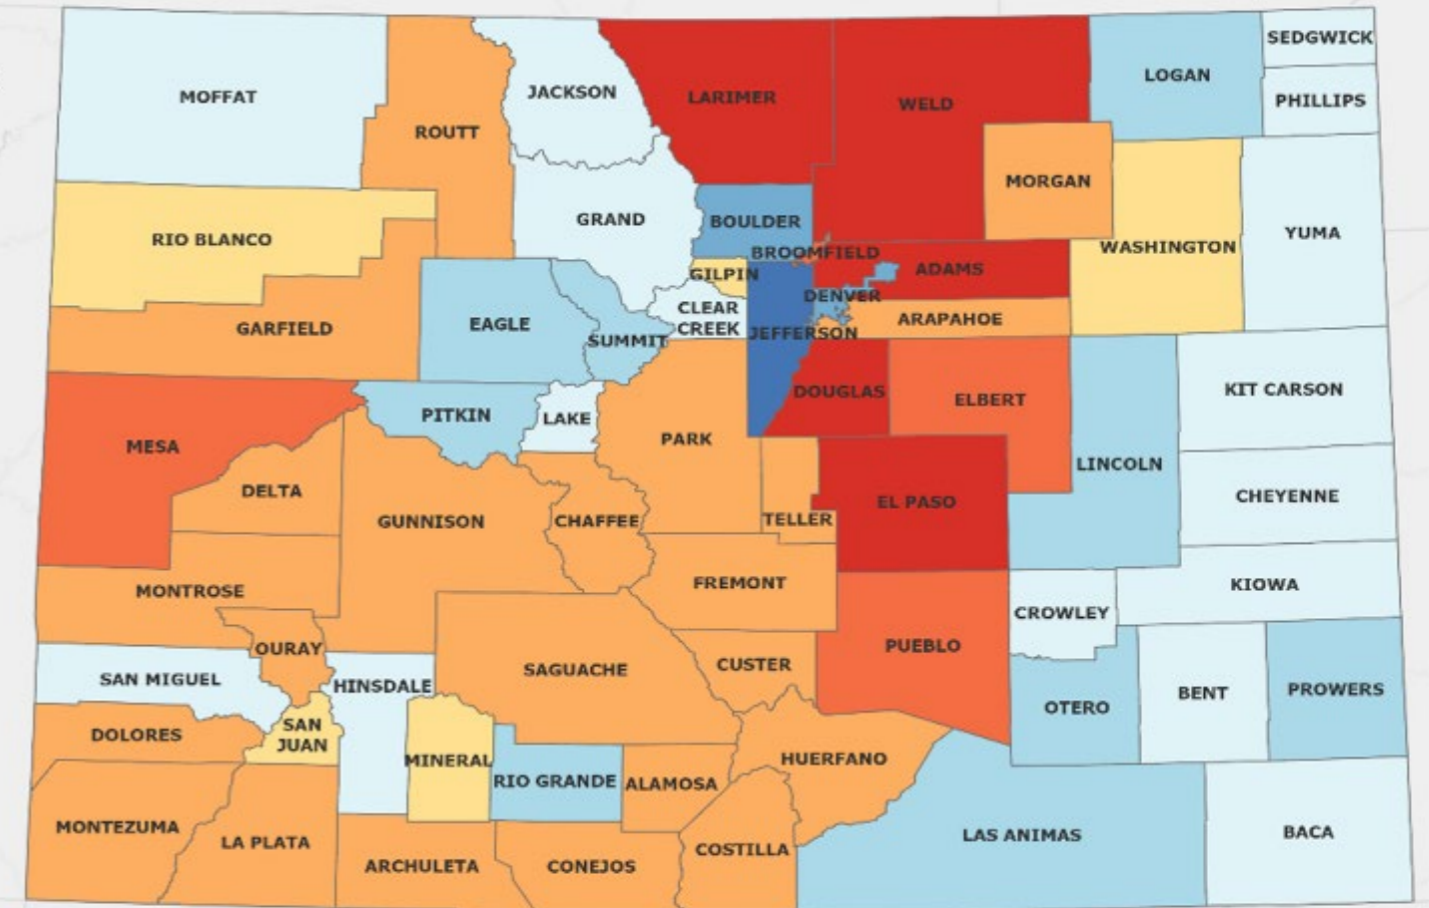 SEDGWICK
LOGAN
MOFFAT
JACKSON
LARIMER
WELD
PHILLIPS
ROUTT
MORGAN
GRAND
BOULDER
YUMA
RIO BLANCO
BROOMFIELD
WASHINGTON
GILPIN
ADAMS
DENVER
CLEAR
CREEK
EAGLE
GARFIELD
ARAPAHOE
JEFFERSON
SUMMIT
KIT CARSON
DOUGLAS
ELBERT
PITKIN
LAKE
MESA
PARK
LINCOLN
DELTA
CHEYENNE
EL PASO
GUNNISON
CHAFFEE
TELLER
MONTROSE
FREMONT
KIOWA
CROWLEY
OURAY
PUEBLO
SAN MIGUEL
HINSDALE
SAGUACHE
CUSTER
BENT
PROWERS
OTERO
DOLORES
SAN
JUAN
MINERAL
HUERFANO
RIO GRANDE
ALAMOSA
MONTEZUMA
LA PLATA
LAS ANIMAS
BACA
COSTILLA
ARCHULETA
CONEJOS